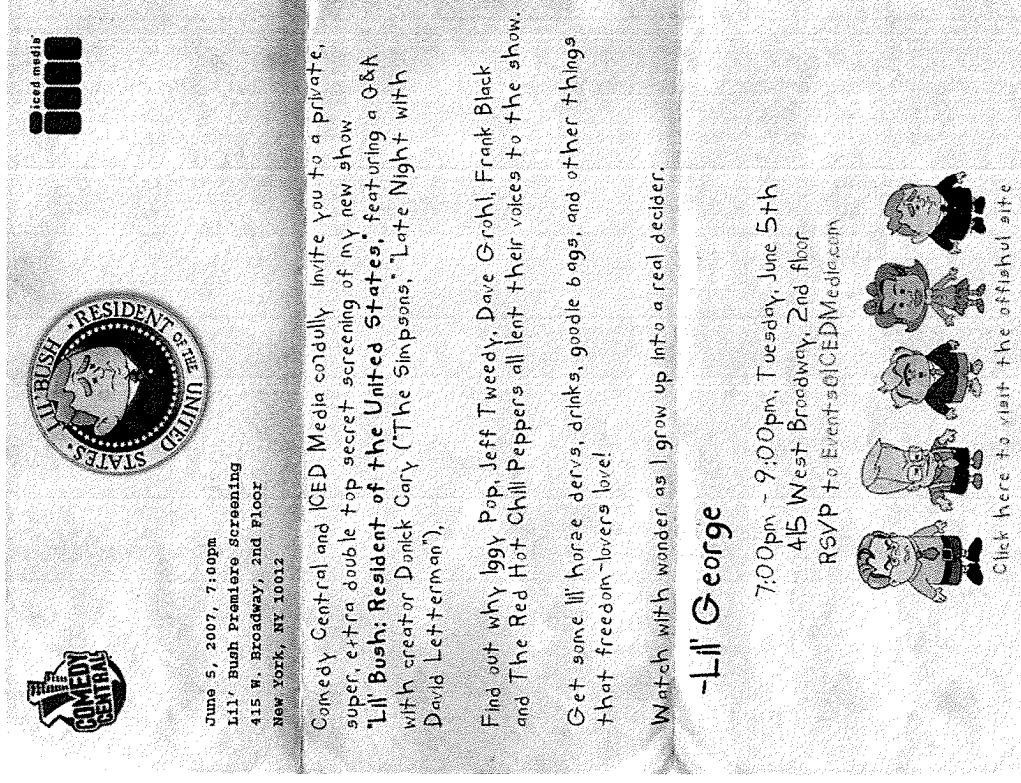 COMEDY
CENTRAL
LIL' BUSH · RESIDENT OF THE UNITED STATES ·
iced media
June 5, 2007, 7:00pm
Lil' Bush Premiere Screening
415 W. Broadway, 2nd Floor
New York, NY 10012
Comedy Central and ICED Media cordully invite you to a private,
super, extra double top secret screening of my new show
"Lil' Bush: Resident of the United States," featuring a Q&A
with creator Donick Cary ("The Simpsons," "Late Night with
David Letterman").
Find out why Iggy Pop, Jeff Tweedy, Dave Grohl, Frank Black
and The Red Hot Chili Peppers all lent their voices to the show.
Get some lil' horze dervs, drinks, goodie bags, and other things
that freedom-lovers love!
Watch with wonder as I grow up into a real decider.
-Lil' George
7:00pm - 9:00pm, Tuesday, June 5th
415 West Broadway, 2nd floor
RSVP to Events@ICEDMedia.com
Click here to visit the offishul site